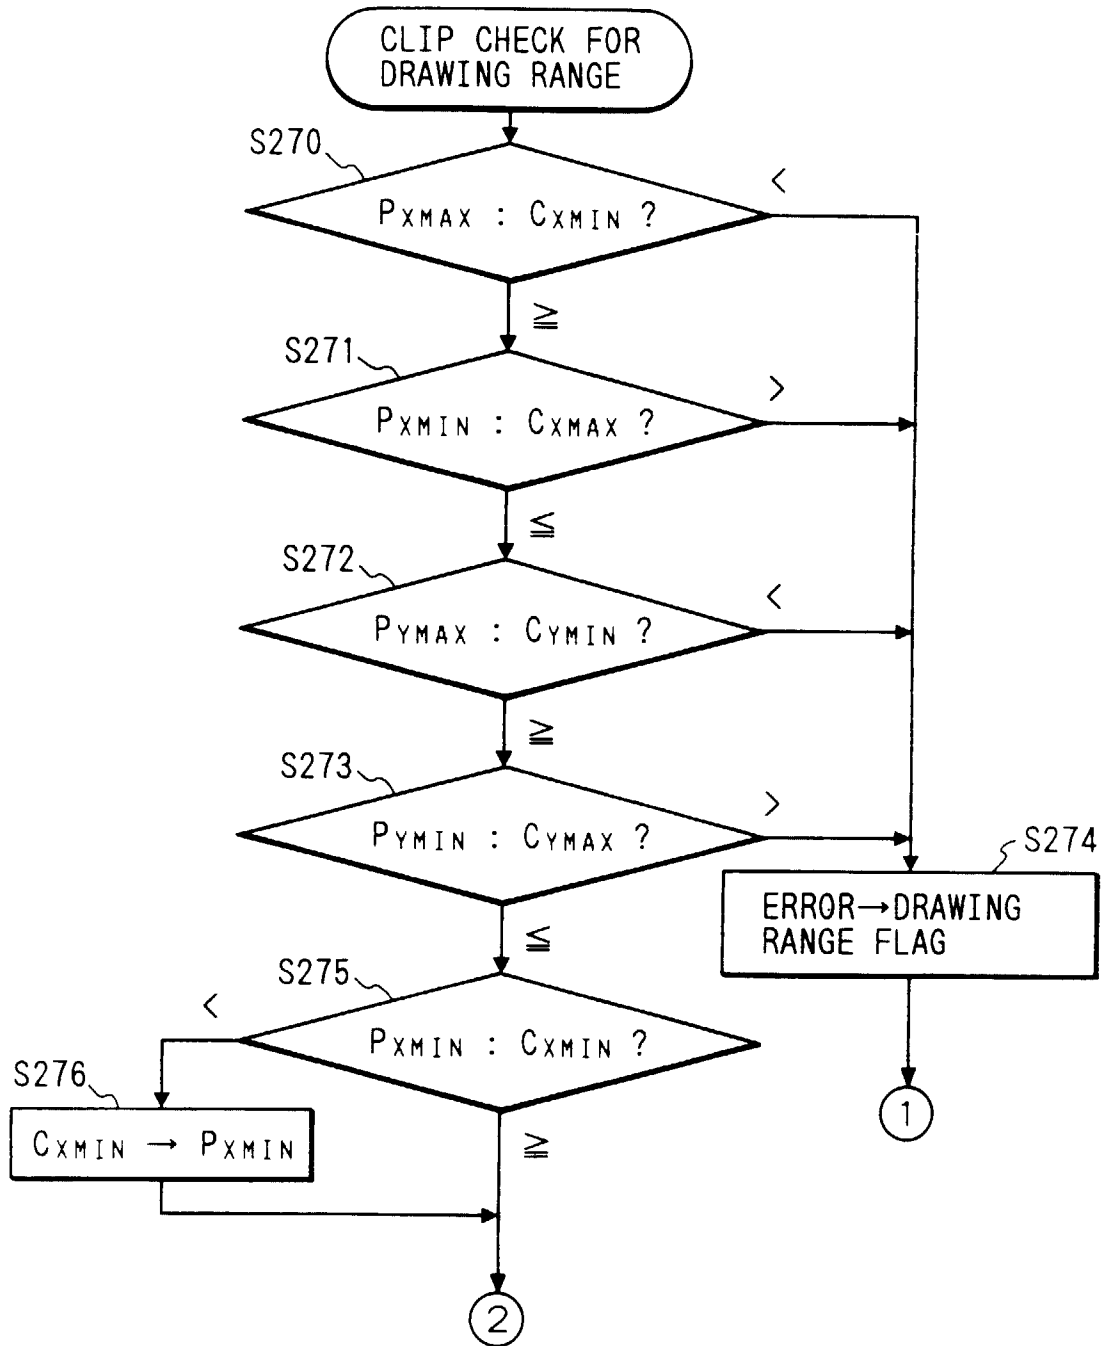 CLIP CHECK FOR
DRAWING RANGE
S270
<
PXMAX : CXMIN ?
≧
S271
>
PXMIN : CXMAX ?
≦
S272
<
PYMAX : CYMIN ?
≧
S273
>
PYMIN : CYMAX ?
S274
ERROR→DRAWING
RANGE FLAG
≦
S275
<
PXMIN : CXMIN ?
S276
1
CXMIN → PXMIN
≧
2